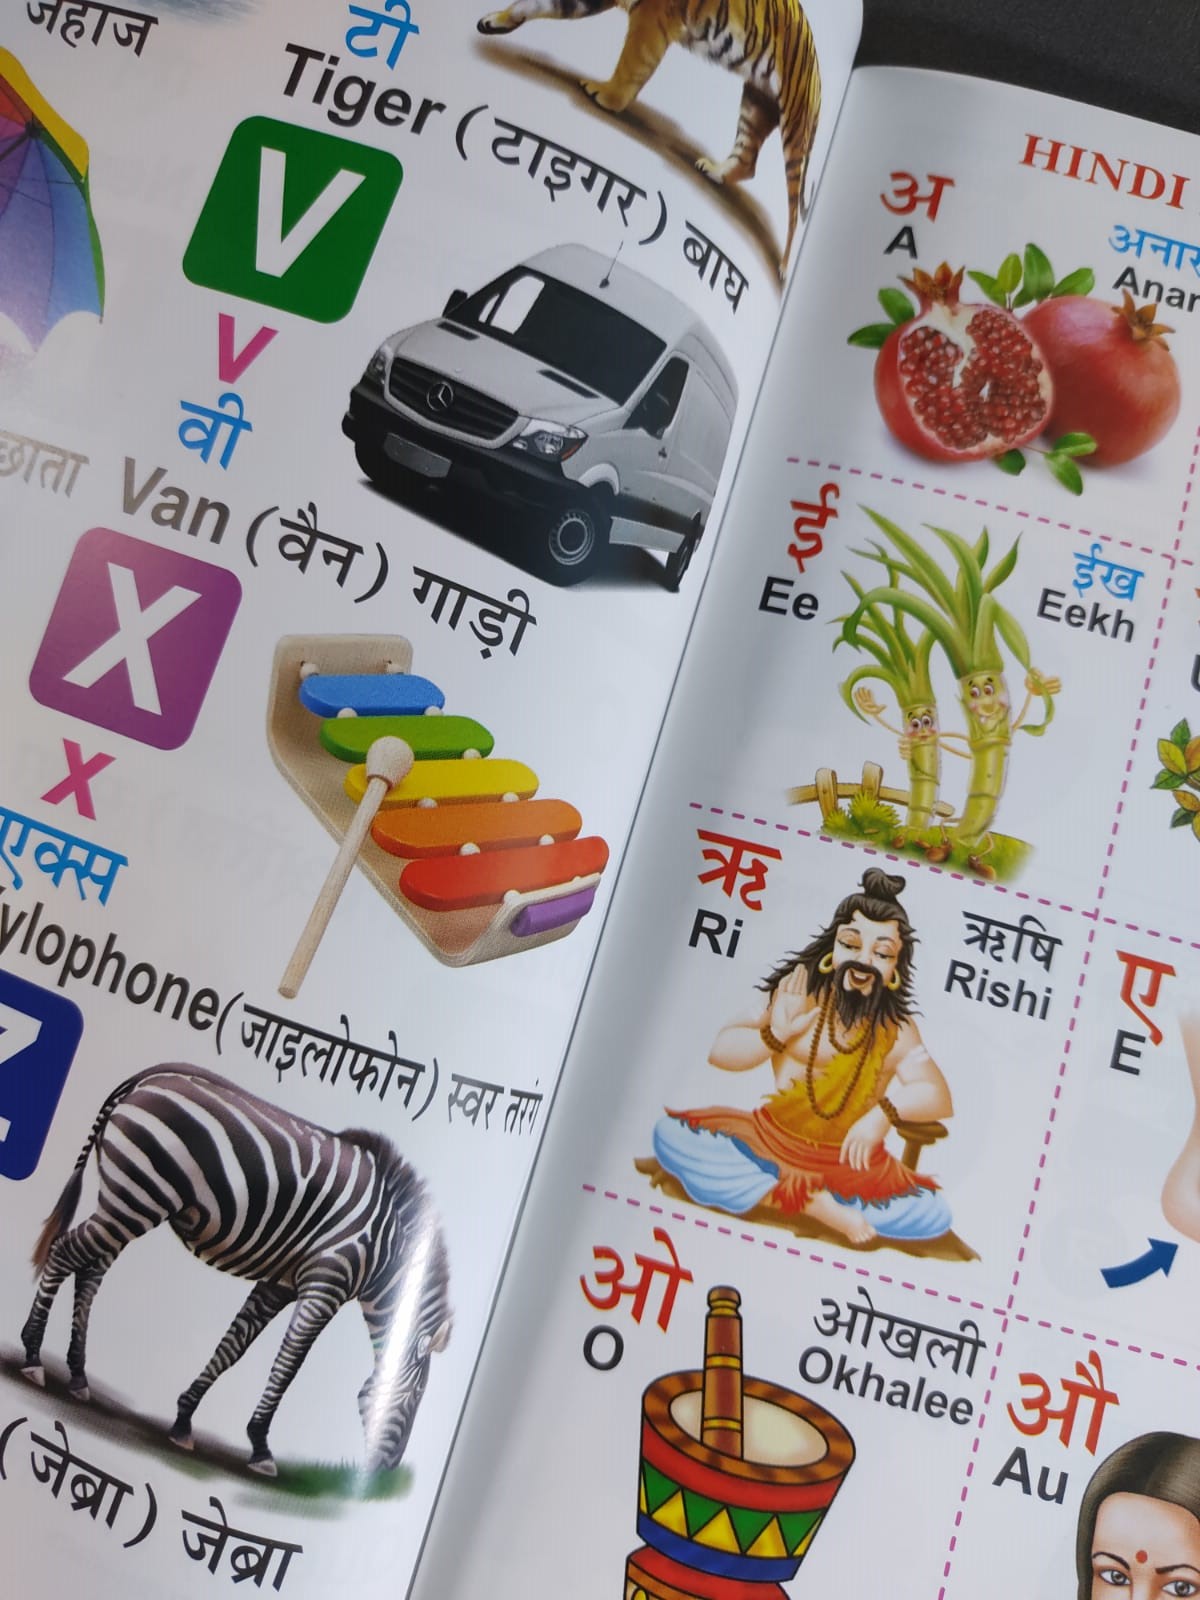 जहाज
टी
Tiger (टाइगर) बाघ
V
v
वी
छाता
Van (वैन) गाड़ी
X
x
एक्स
ylophone (जाइलोफोन) स्वर तरंग
Z
(जेब्रा) जेब्रा
HINDI
अ
A
अनार
Anar
ई
Ee
ईख
Eekh
ऋ
Ri
ऋषि
Rishi
ए
E
ओ
O
ओखली
Okhalee
औ
Au